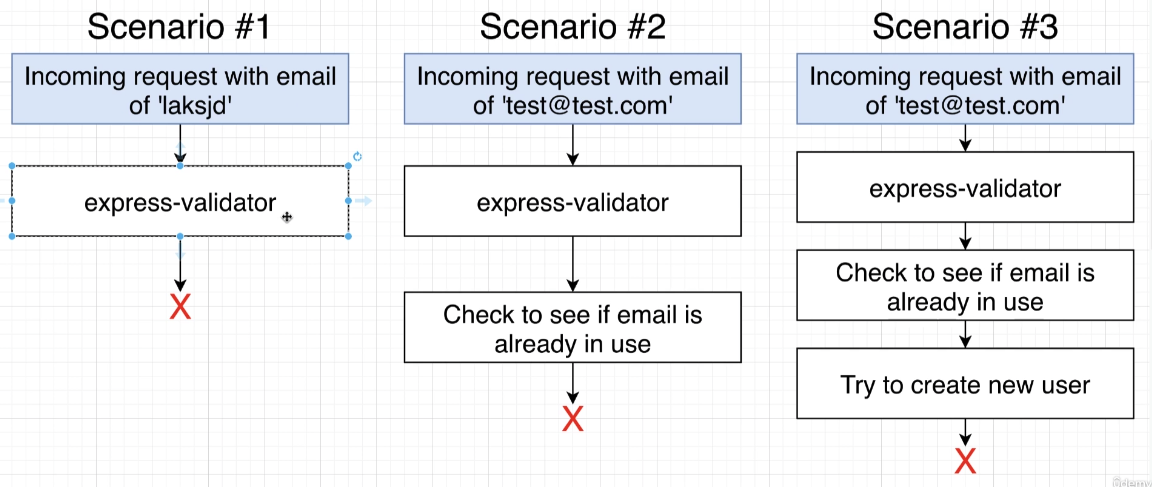 Scenario #1
Incoming request with email
of 'laksjd'
express-validator
X
Scenario #2
Incoming request with email
of 'test@test.com'
express-validator
Check to see if email is
already in use
X
Scenario #3
Incoming request with email
of 'test@test.com'
express-validator
Check to see if email is
already in use
Try to create new user
X
Udemy